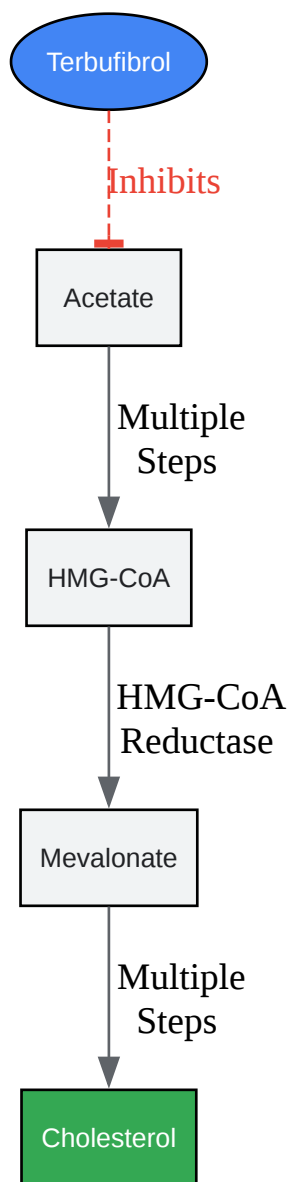 Terbufibrol
Inhibits
Acetate
Multiple
Steps
HMG-CoA
HMG-CoA
Reductase
Mevalonate
Multiple
Steps
Cholesterol